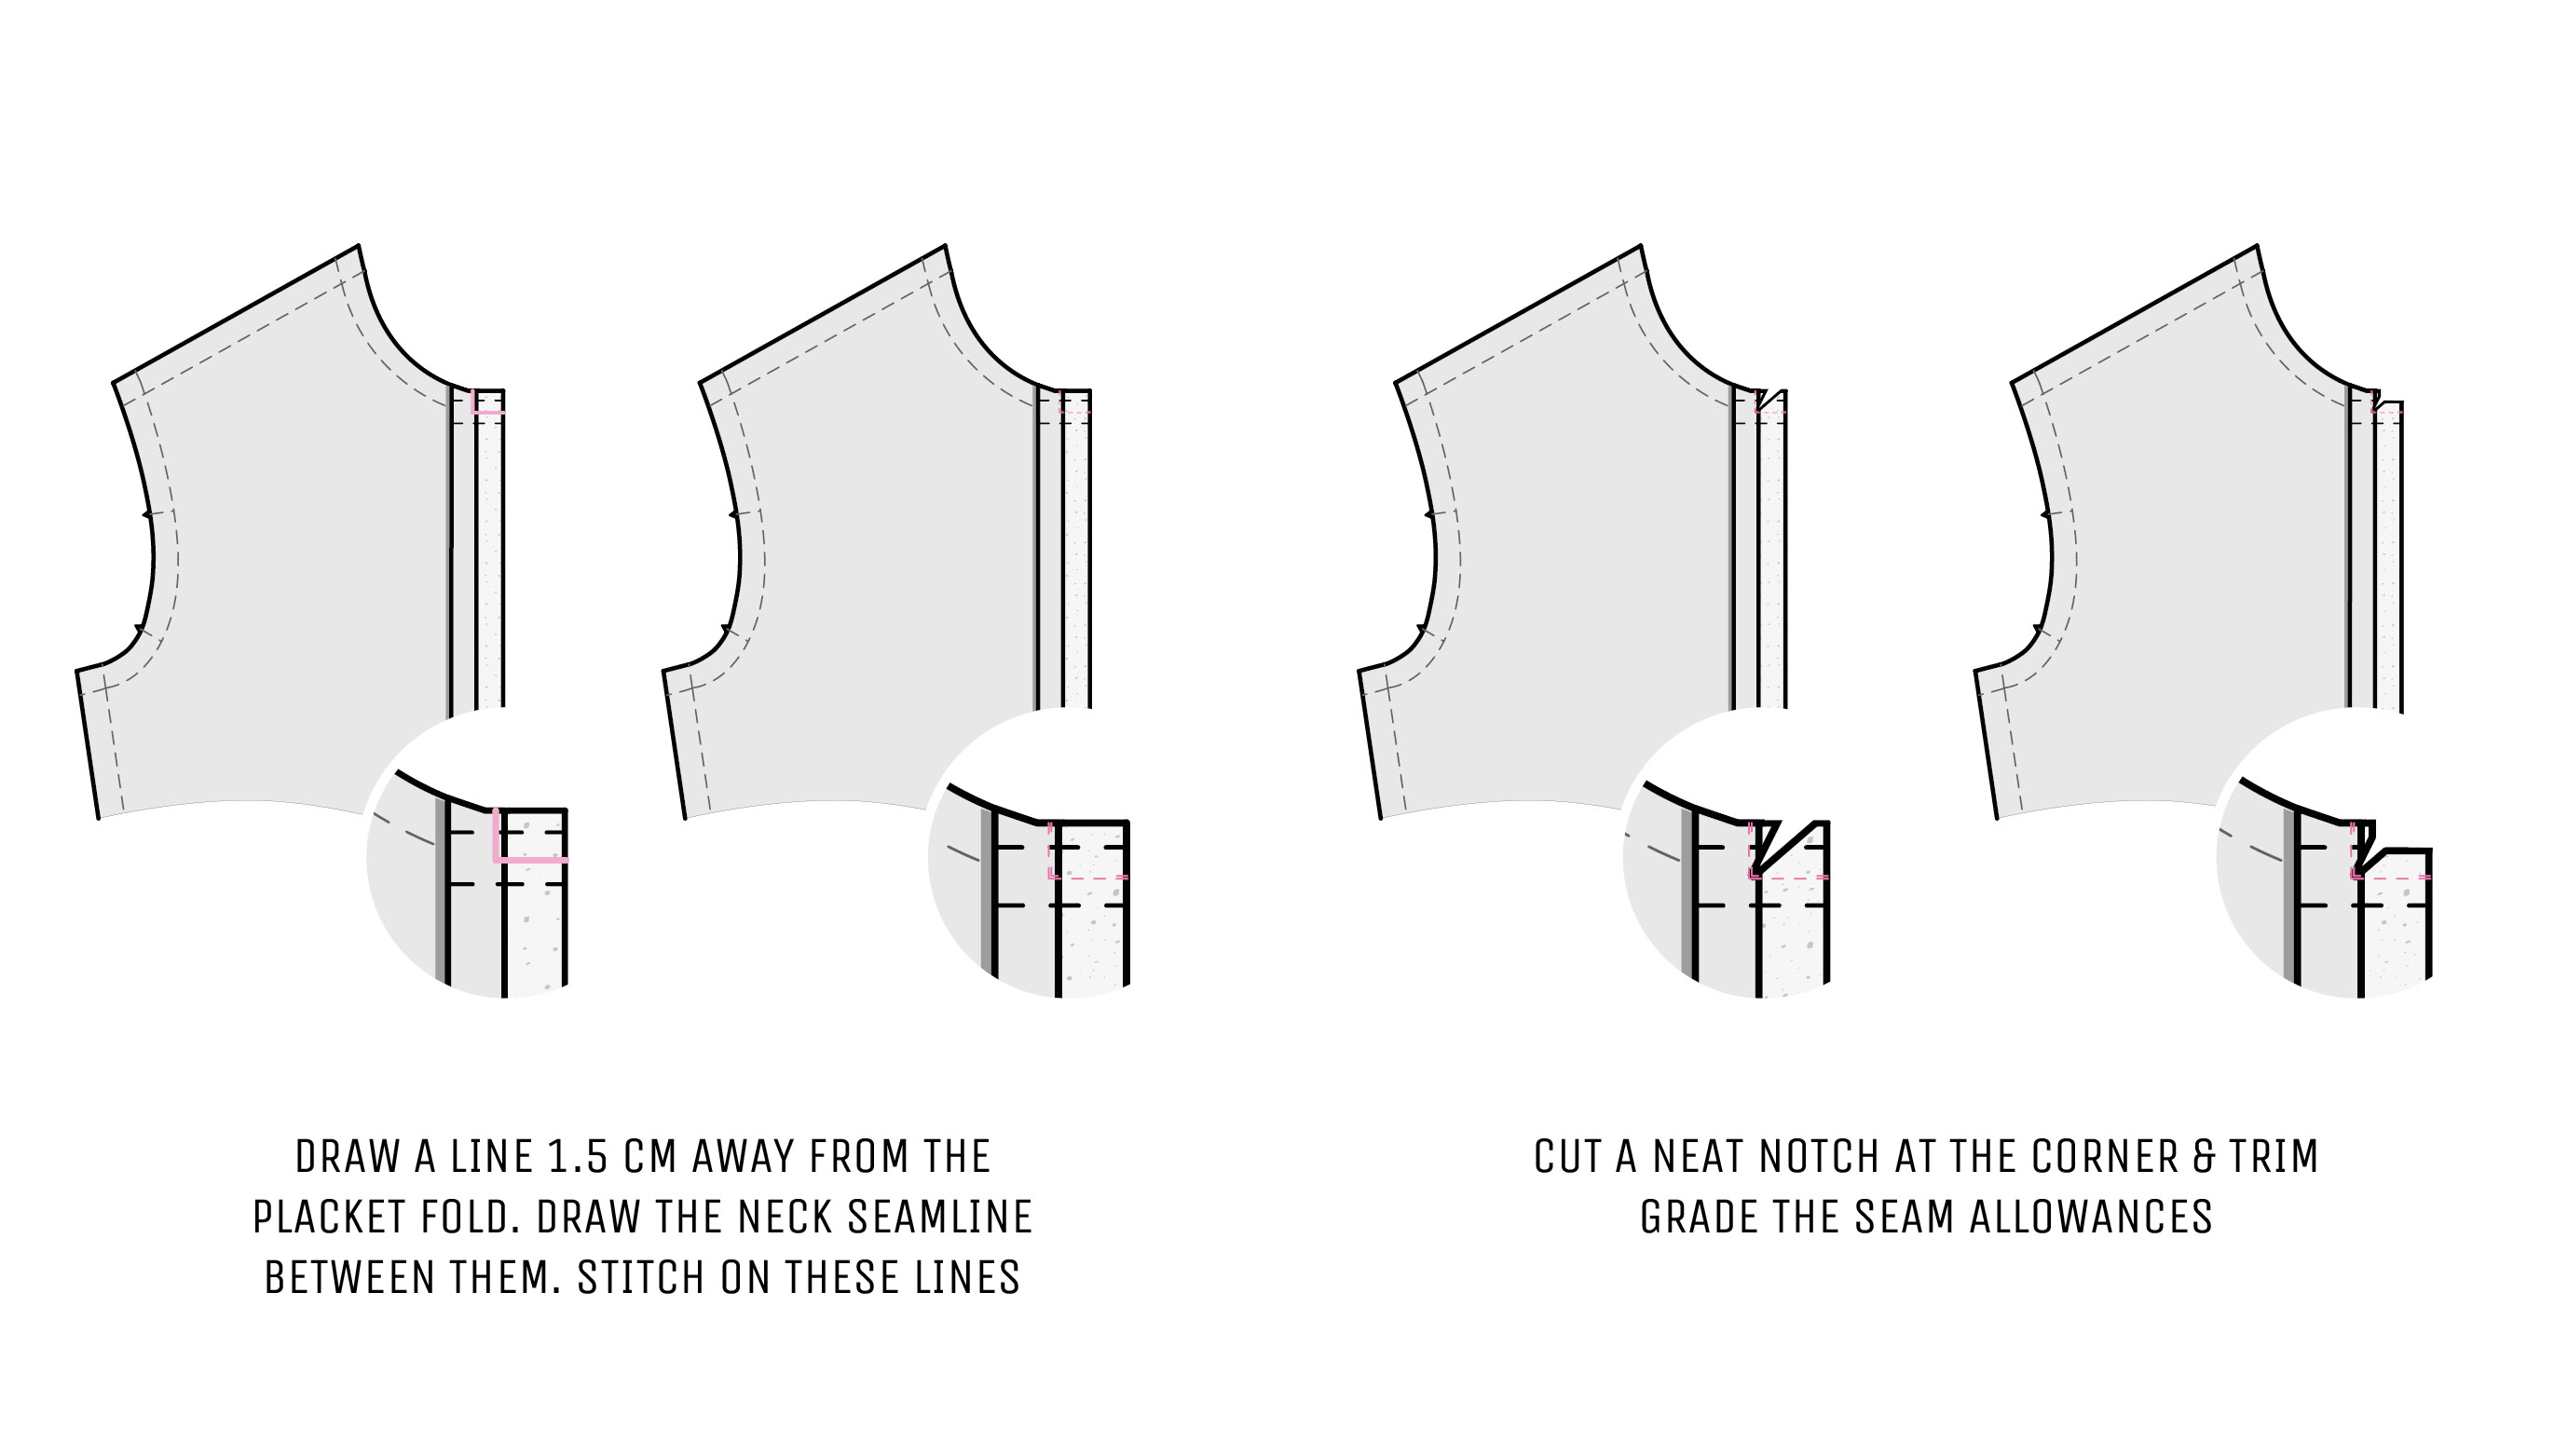 DRAW A LINE 1.5 CM AWAY FROM THE
PLACKET FOLD. DRAW THE NECK SEAMLINE
BETWEEN THEM. STITCH ON THESE LINES
CUT A NEAT NOTCH AT THE CORNER & TRIM
GRADE THE SEAM ALLOWANCES